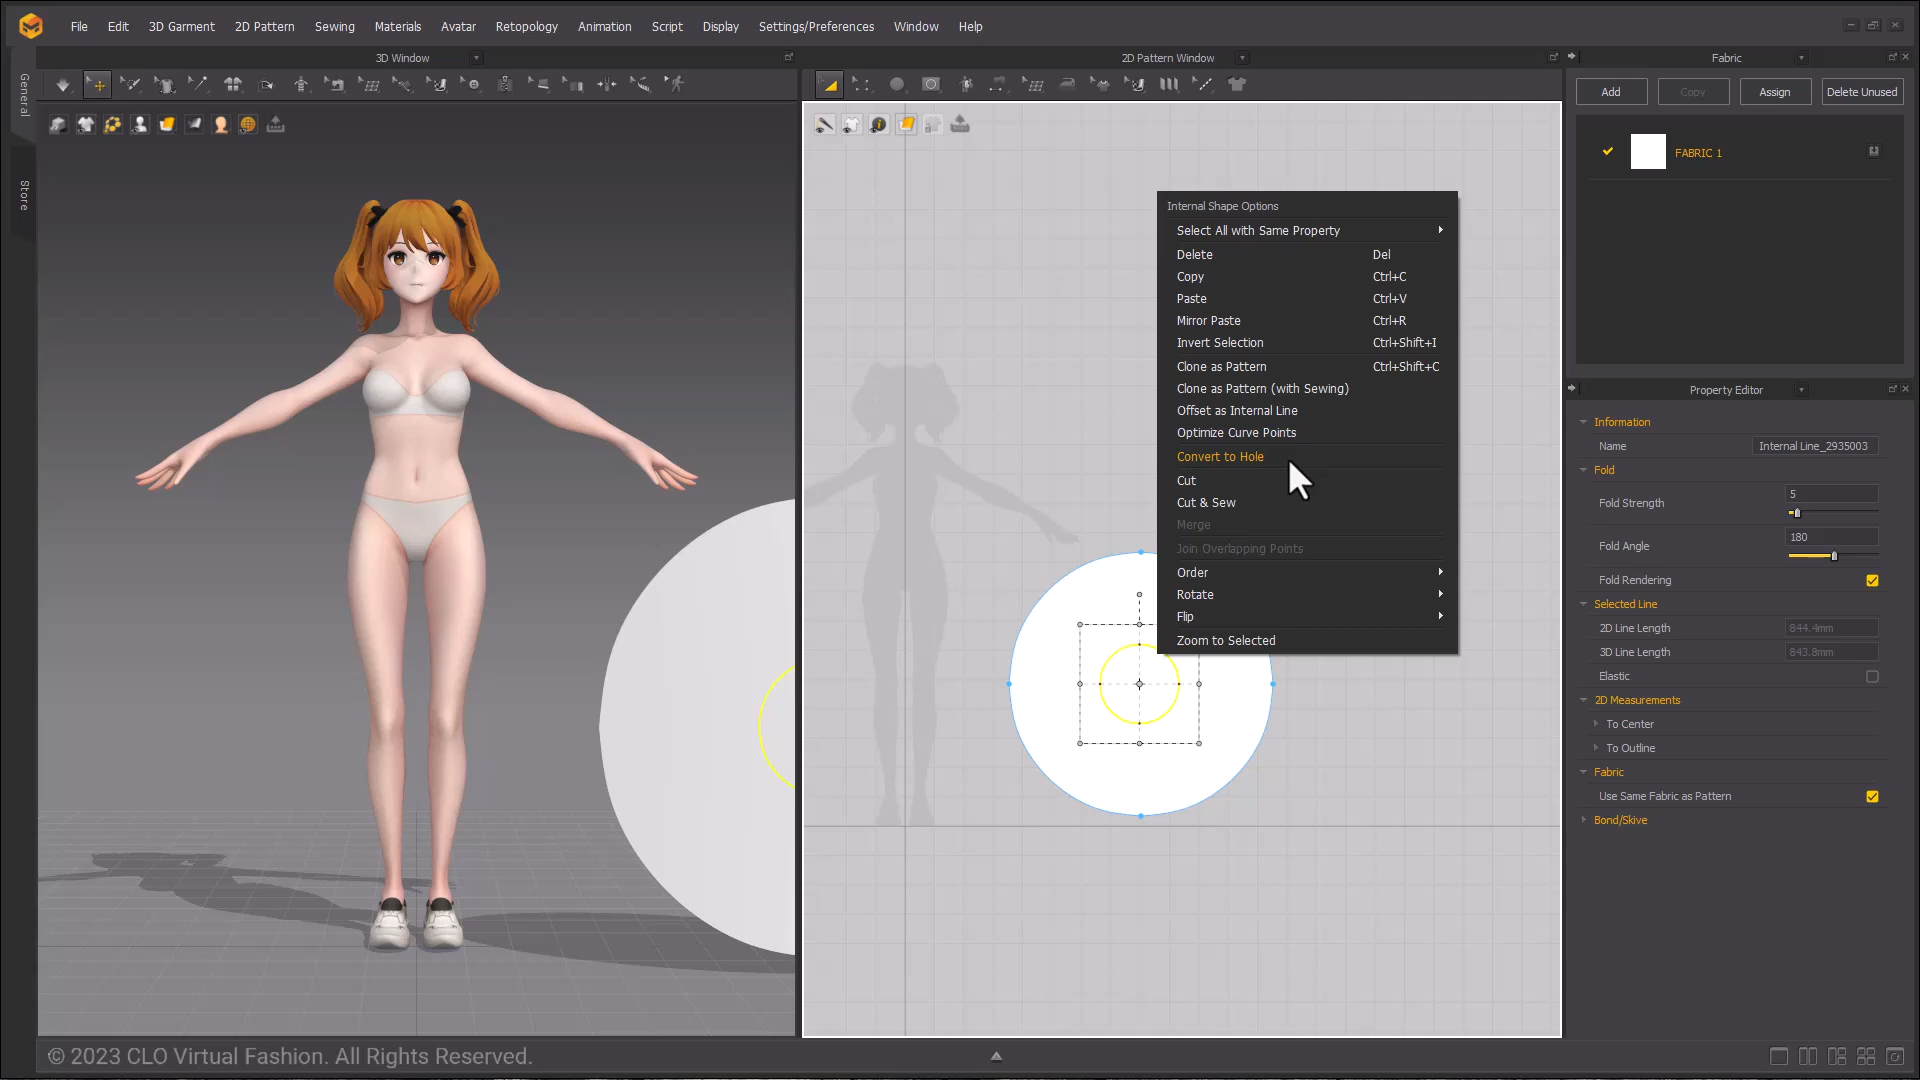 File Edit 3D Garment 2D Pattern Sewing Materials Avatar Retopology Animation Script Display Settings/Preferences Window Help
3D Window
2D Pattern Window
Fabric
General
Store
Add Copy Assign Delete Unused
FABRIC 1
Internal Shape Options
Select All with Same Property
Delete Del
Copy Ctrl+C
Paste Ctrl+V
Mirror Paste Ctrl+R
Invert Selection Ctrl+Shift+I
Clone as Pattern Ctrl+Shift+C
Clone as Pattern (with Sewing)
Offset as Internal Line
Optimize Curve Points
Convert to Hole
Cut
Cut & Sew
Merge
Join Overlapping Points
Order
Rotate
Flip
Zoom to Selected
Property Editor
Information
Name Internal Line_2935003
Fold
Fold Strength 5
Fold Angle 180
Fold Rendering
Selected Line
2D Line Length 844.4mm
3D Line Length 843.8mm
Elastic
2D Measurements
To Center
To Outline
Fabric
Use Same Fabric as Pattern
Bond/Skive
© 2023 CLO Virtual Fashion. All Rights Reserved.